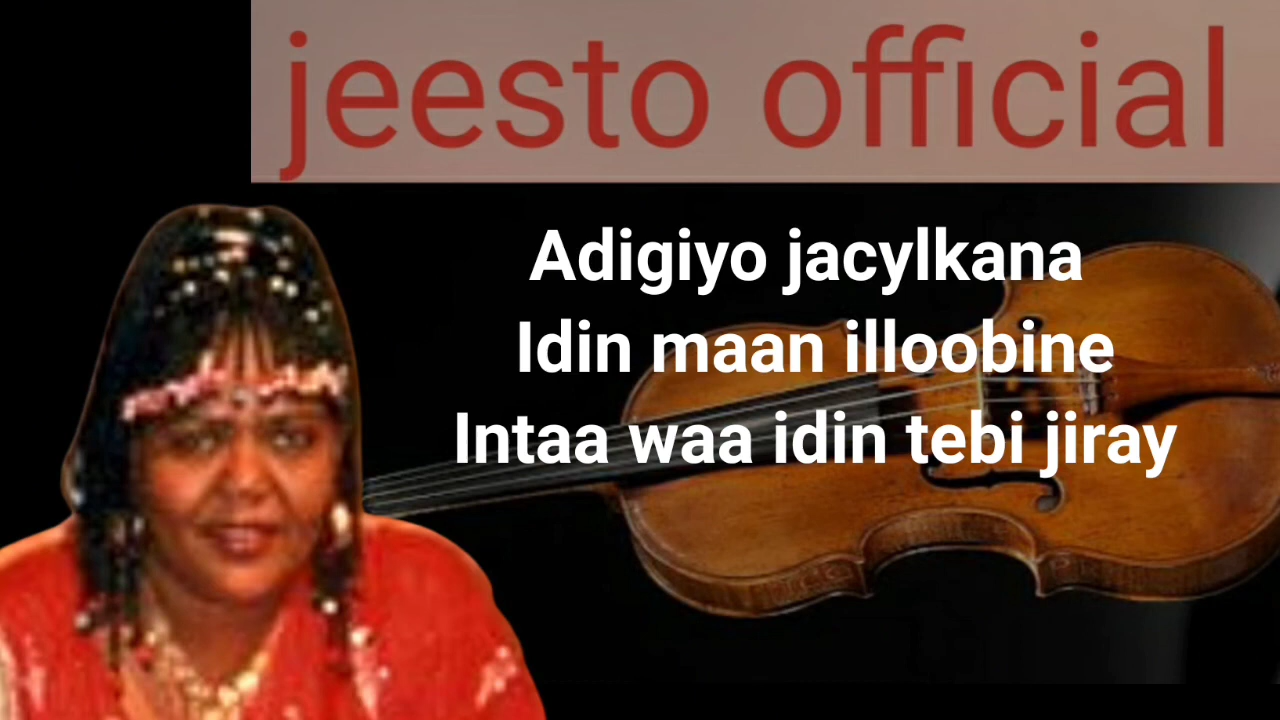 jeesto official
Adigiyo jacylkana
Idin maan illoobine
Intaa waa idin tebi jiray